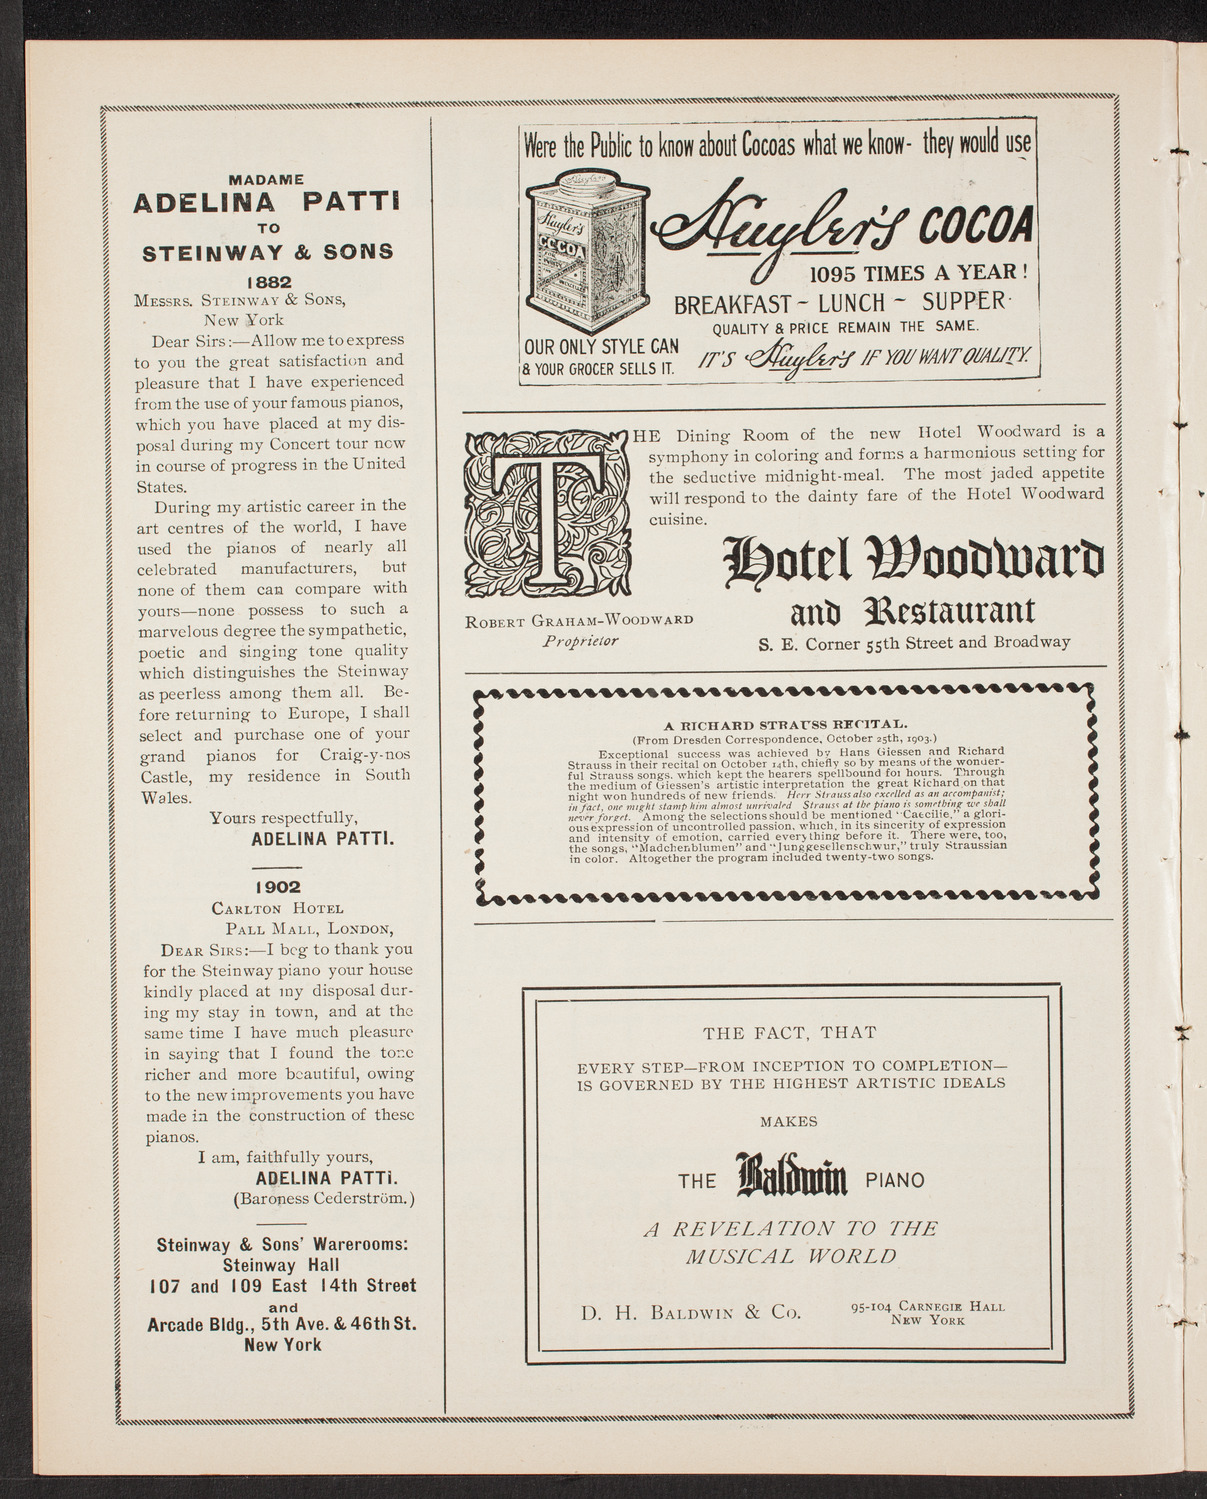 MADAME
ADELINA PATTI
TO
STEINWAY & SONS
1882
MESSRS. STEINWAY & SONS,
New York
Dear Sirs:—Allow me to express
to you the great satisfaction and
pleasure that I have experienced
from the use of your famous pianos,
which you have placed at my dis-
posal during my Concert tour now
in course of progress in the United
States.
During my artistic career in the
art centres of the world, I have
used the pianos of nearly all
celebrated manufacturers, but
none of them can compare with
yours—none possess to such a
marvelous degree the sympathetic,
poetic and singing tone quality
which distinguishes the Steinway
as peerless among them all. Be-
fore returning to Europe, I shall
select and purchase one of your
grand pianos for Craig-y-nos
Castle, my residence in South
Wales.
Yours respectfully,
ADELINA PATTI.
1902
CARLTON HOTEL
PALL MALL, LONDON,
DEAR SIRS:—I beg to thank you
for the Steinway piano your house
kindly placed at my disposal dur-
ing my stay in town, and at the
same time I have much pleasure
in saying that I found the tone
richer and more beautiful, owing
to the new improvements you have
made in the construction of these
pianos.
I am, faithfully yours,
ADELINA PATTI.
(Baroness Cederström.)
Steinway & Sons' Warerooms:
Steinway Hall
107 and 109 East 14th Street
and
Arcade Bldg., 5th Ave. & 46th St.
New York
Were the Public to know about Cocoas what we know- they would use
Huyler's
COCOA
Huyler's COCOA
1095 TIMES A YEAR!
BREAKFAST ~ LUNCH ~ SUPPER.
QUALITY & PRICE REMAIN THE SAME.
OUR ONLY STYLE CAN
& YOUR GROCER SELLS IT.
IT'S Huyler's IF YOU WANT QUALITY.
THE Dining Room of the new Hotel Woodward is a
symphony in coloring and forms a harmonious setting for
the seductive midnight-meal. The most jaded appetite
will respond to the dainty fare of the Hotel Woodward
cuisine.
Hotel Woodward
and Restaurant
ROBERT GRAHAM-WOODWARD
Proprietor
S. E. Corner 55th Street and Broadway
A RICHARD STRAUSS RECITAL.
(From Dresden Correspondence, October 25th, 1903.)
Exceptional success was achieved by Hans Giessen and Richard
Strauss in their recital on October 14th, chiefly so by means of the wonder-
ful Strauss songs, which kept the hearers spellbound for hours. Through
the medium of Giessen's artistic interpretation the great Richard on that
night won hundreds of new friends. Herr Strauss also excelled as an accompanist;
in fact, one might stamp him almost unrivaled Strauss at the piano is something we shall
never forget. Among the selections should be mentioned "Caecilie," a glori-
ous expression of uncontrolled passion, which, in its sincerity of expression
and intensity of emotion, carried everything before it. There were, too,
the songs, "Madchenblumen" and "Junggesellenschwur," truly Straussian
in color. Altogether the program included twenty-two songs.
THE FACT, THAT
EVERY STEP—FROM INCEPTION TO COMPLETION—
IS GOVERNED BY THE HIGHEST ARTISTIC IDEALS
MAKES
THE Baldwin PIANO
A REVELATION TO THE
MUSICAL WORLD
D. H. BALDWIN & CO.
95-104 CARNEGIE HALL
NEW YORK